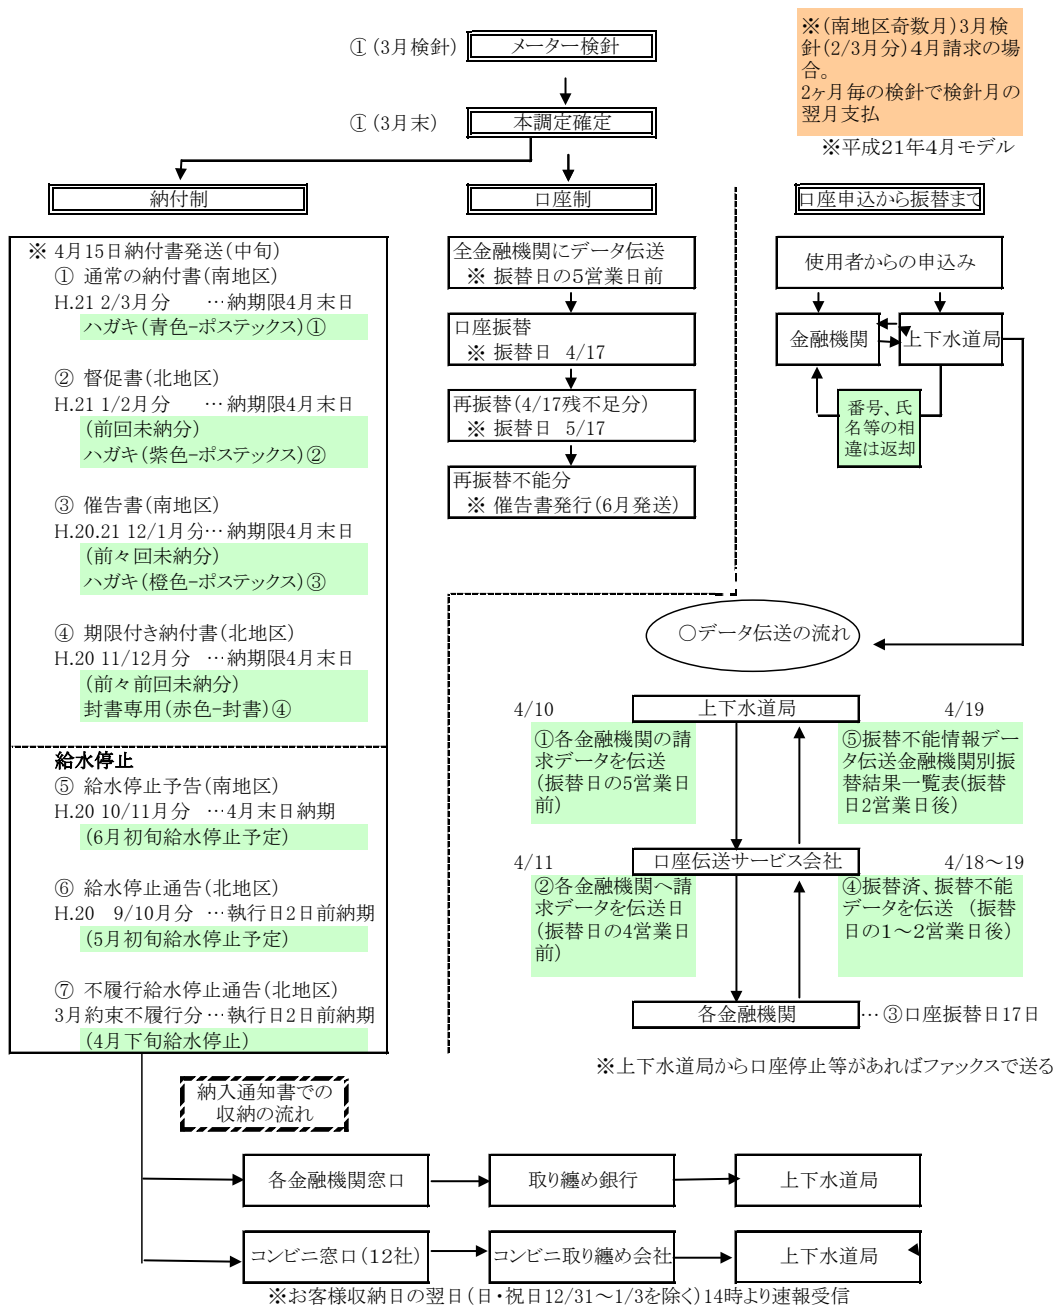 ①(3月検針)
メーター検針
※(南地区奇数月)3月検
針(2/3月分)4月請求の場
合。
2ヶ月毎の検針で検針月の
翌月支払
①(3月末)
本調定確定
※平成21年4月モデル
納付制
口座制
口座申込から振替まで
※ 4月15日納付書発送(中旬)
① 通常の納付書(南地区)
H.21 2/3月分 …納期限4月末日
ハガキ(青色-ポステックス)①
② 督促書(北地区)
H.21 1/2月分 …納期限4月末日
(前回未納分)
ハガキ(紫色-ポステックス)②
③ 催告書(南地区)
H.20.21 12/1月分…納期限4月末日
(前々回未納分)
ハガキ(橙色-ポステックス)③
④ 期限付き納付書(北地区)
H.20 11/12月分 …納期限4月末日
(前々前回未納分)
封書専用(赤色-封書)④
給水停止
⑤ 給水停止予告(南地区)
H.20 10/11月分 …4月末日納期
(6月初旬給水停止予定)
⑥ 給水停止通告(北地区)
H.20 9/10月分 …執行日2日前納期
(5月初旬給水停止予定)
⑦ 不履行給水停止通告(北地区)
3月約束不履行分…執行日2日前納期
(4月下旬給水停止)
全金融機関にデータ伝送
※ 振替日の5営業日前
口座振替
※ 振替日 4/17
再振替(4/17残不足分)
※ 振替日 5/17
再振替不能分
※ 催告書発行(6月発送)
使用者からの申込み
金融機関
上下水道局
番号、氏
名等の相
違は返却
○データ伝送の流れ
4/10
上下水道局
4/19
①各金融機関の請
求データを伝送
(振替日の5営業日
前)
⑤振替不能情報デー
タ伝送金融機関別振
替結果一覧表(振替
日2営業日後)
4/11
口座伝送サービス会社
4/18～19
②各金融機関へ請
求データを伝送日
(振替日の4営業日
前)
④振替済、振替不能
データを伝送 (振替
日の1～2営業日後)
各金融機関
…③口座振替日17日
※上下水道局から口座停止等があればファックスで送る
納入通知書での
収納の流れ
各金融機関窓口
取り纏め銀行
上下水道局
コンビニ窓口(12社)
コンビニ取り纏め会社
上下水道局
※お客様収納日の翌日(日・祝日12/31～1/3を除く)14時より速報受信